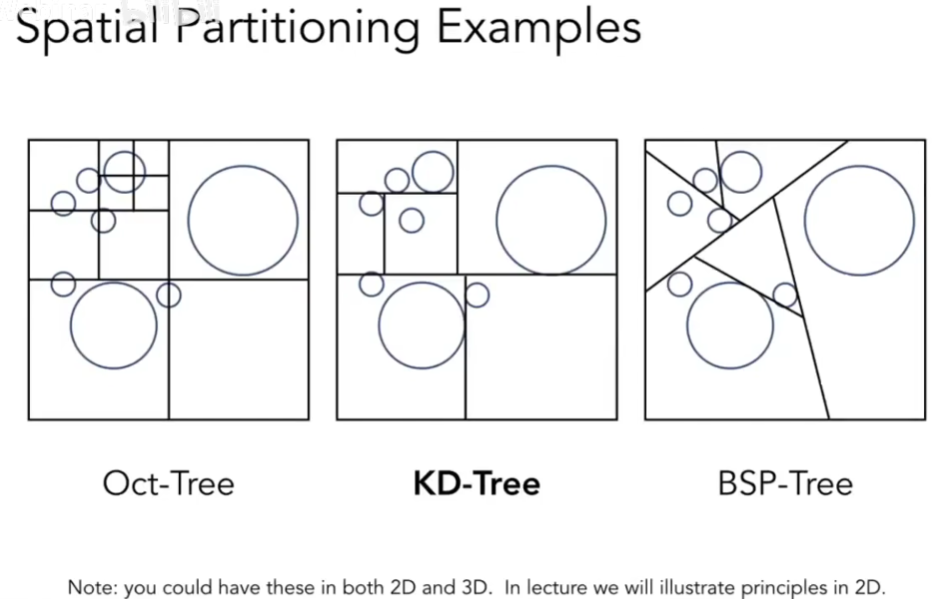 Spatial Partitioning Examples
Oct-Tree
KD-Tree
BSP-Tree
Note: you could have these in both 2D and 3D. In lecture we will illustrate principles in 2D.